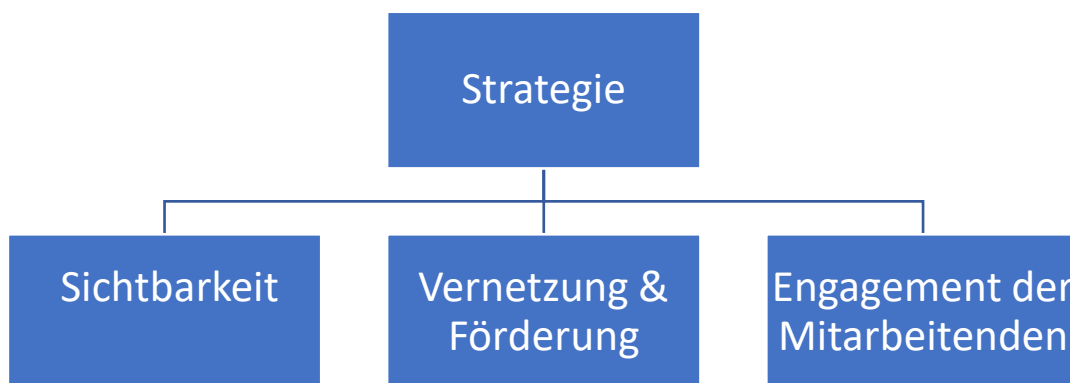 Strategie
Sichtbarkeit
Vernetzung &
Förderung
Engagement der
Mitarbeitenden